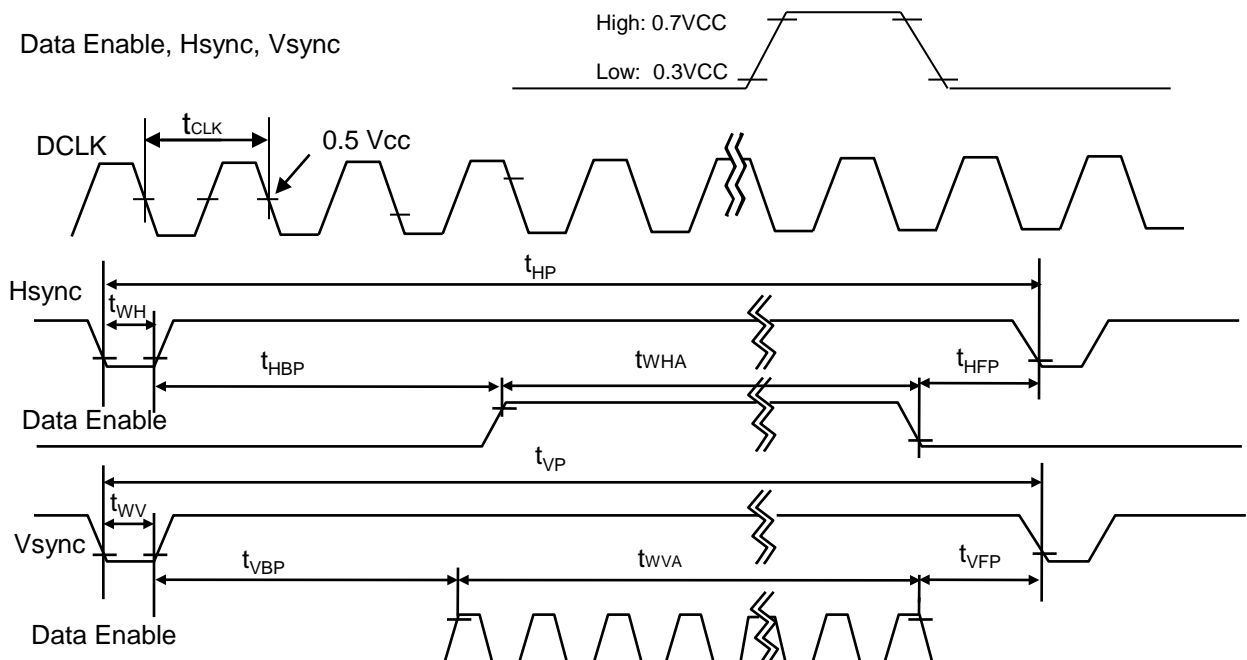 High: 0.7VCC
Data Enable, Hsync, Vsync
Low: 0.3VCC
tCLK
0.5 Vcc
DCLK
tHP
Hsync
tWH
tHBP
tWHA
tHFP
Data Enable
tVP
tWV
Vsync
tVBP
tWVA
tVFP
Data Enable